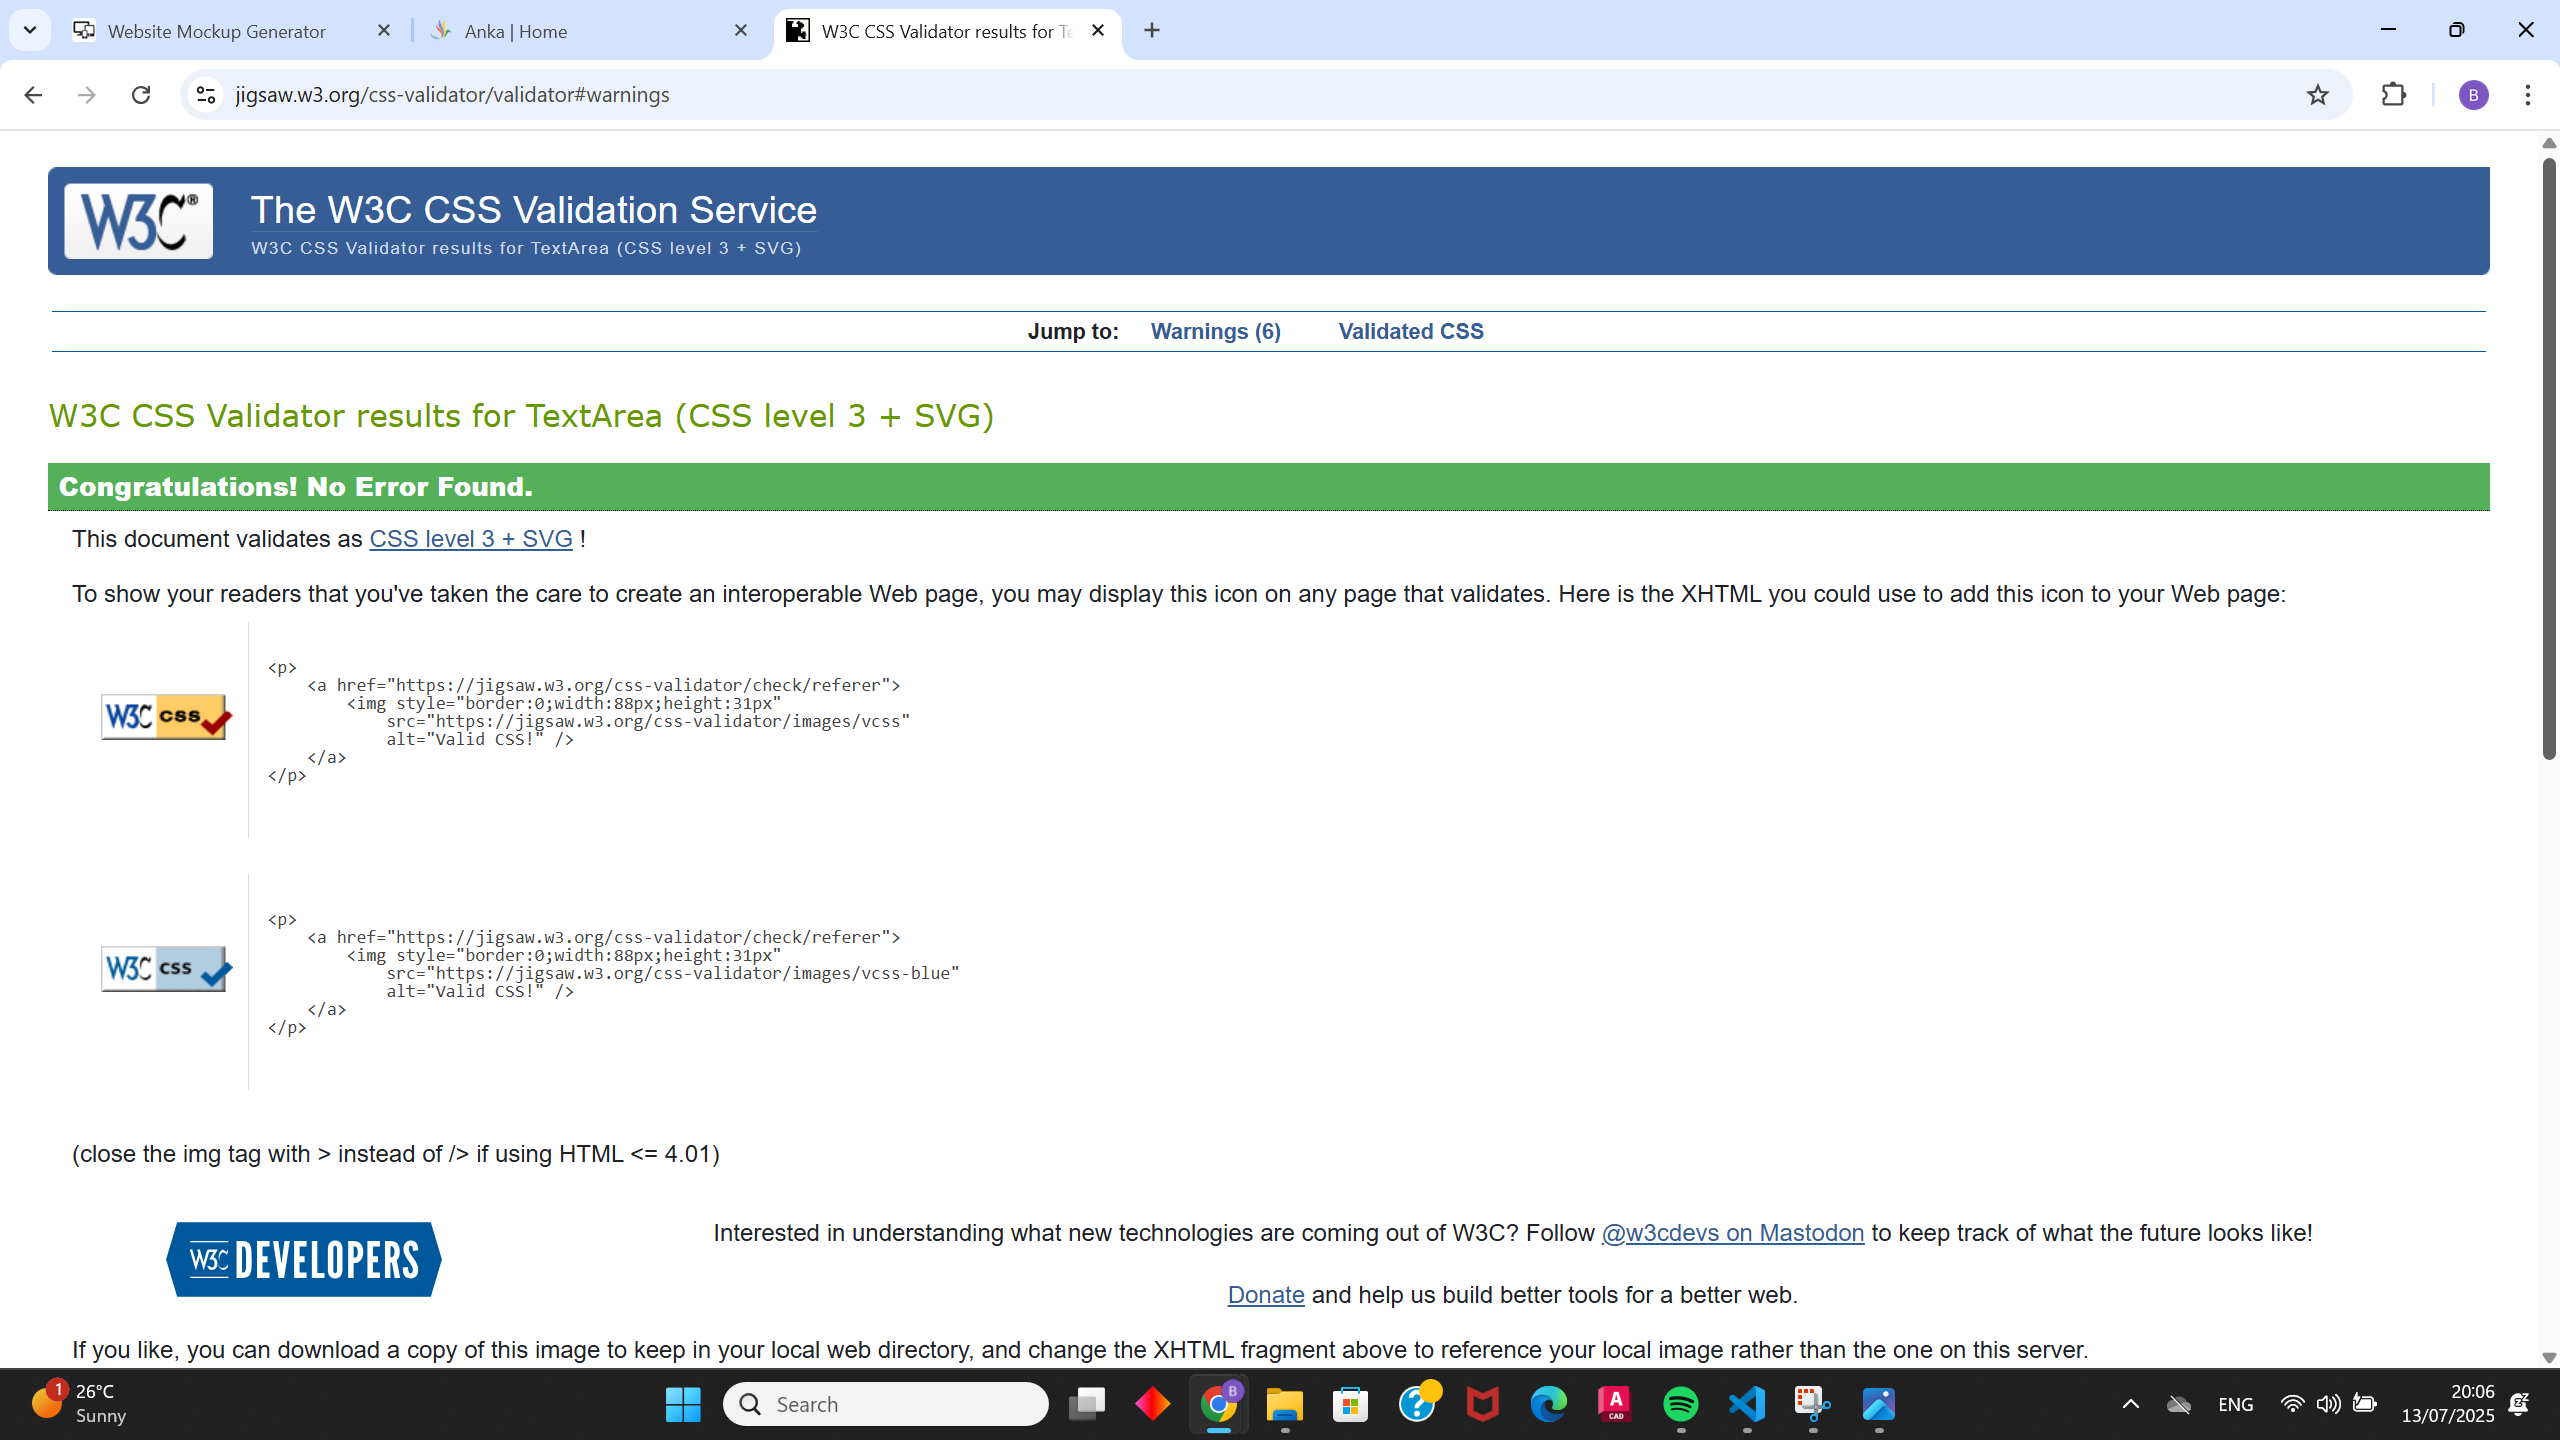 Website Mockup Generator
Anka | Home
W3C CSS Validator results for Te
jigsaw.w3.org/css-validator/validator#warnings
B
W3C®
The W3C CSS Validation Service
W3C CSS Validator results for TextArea (CSS level 3 + SVG)
Jump to: Warnings (6) Validated CSS
W3C CSS Validator results for TextArea (CSS level 3 + SVG)
Congratulations! No Error Found.
This document validates as CSS level 3 + SVG !
To show your readers that you've taken the care to create an interoperable Web page, you may display this icon on any page that validates. Here is the XHTML you could use to add this icon to your Web page:
W3C css
<p>
<a href="https://jigsaw.w3.org/css-validator/check/referer">
<img style="border:0;width:88px;height:31px"
src="https://jigsaw.w3.org/css-validator/images/vcss"
alt="Valid CSS!" />
</a>
</p>
W3C css
<p>
<a href="https://jigsaw.w3.org/css-validator/check/referer">
<img style="border:0;width:88px;height:31px"
src="https://jigsaw.w3.org/css-validator/images/vcss-blue"
alt="Valid CSS!" />
</a>
</p>
(close the img tag with > instead of /> if using HTML <= 4.01)
W3C DEVELOPERS
Interested in understanding what new technologies are coming out of W3C? Follow @w3cdevs on Mastodon to keep track of what the future looks like!
Donate and help us build better tools for a better web.
If you like, you can download a copy of this image to keep in your local web directory, and change the XHTML fragment above to reference your local image rather than the one on this server.
1
26°C
Sunny
Search
B
A
CAD
ENG
20:06
13/07/2025